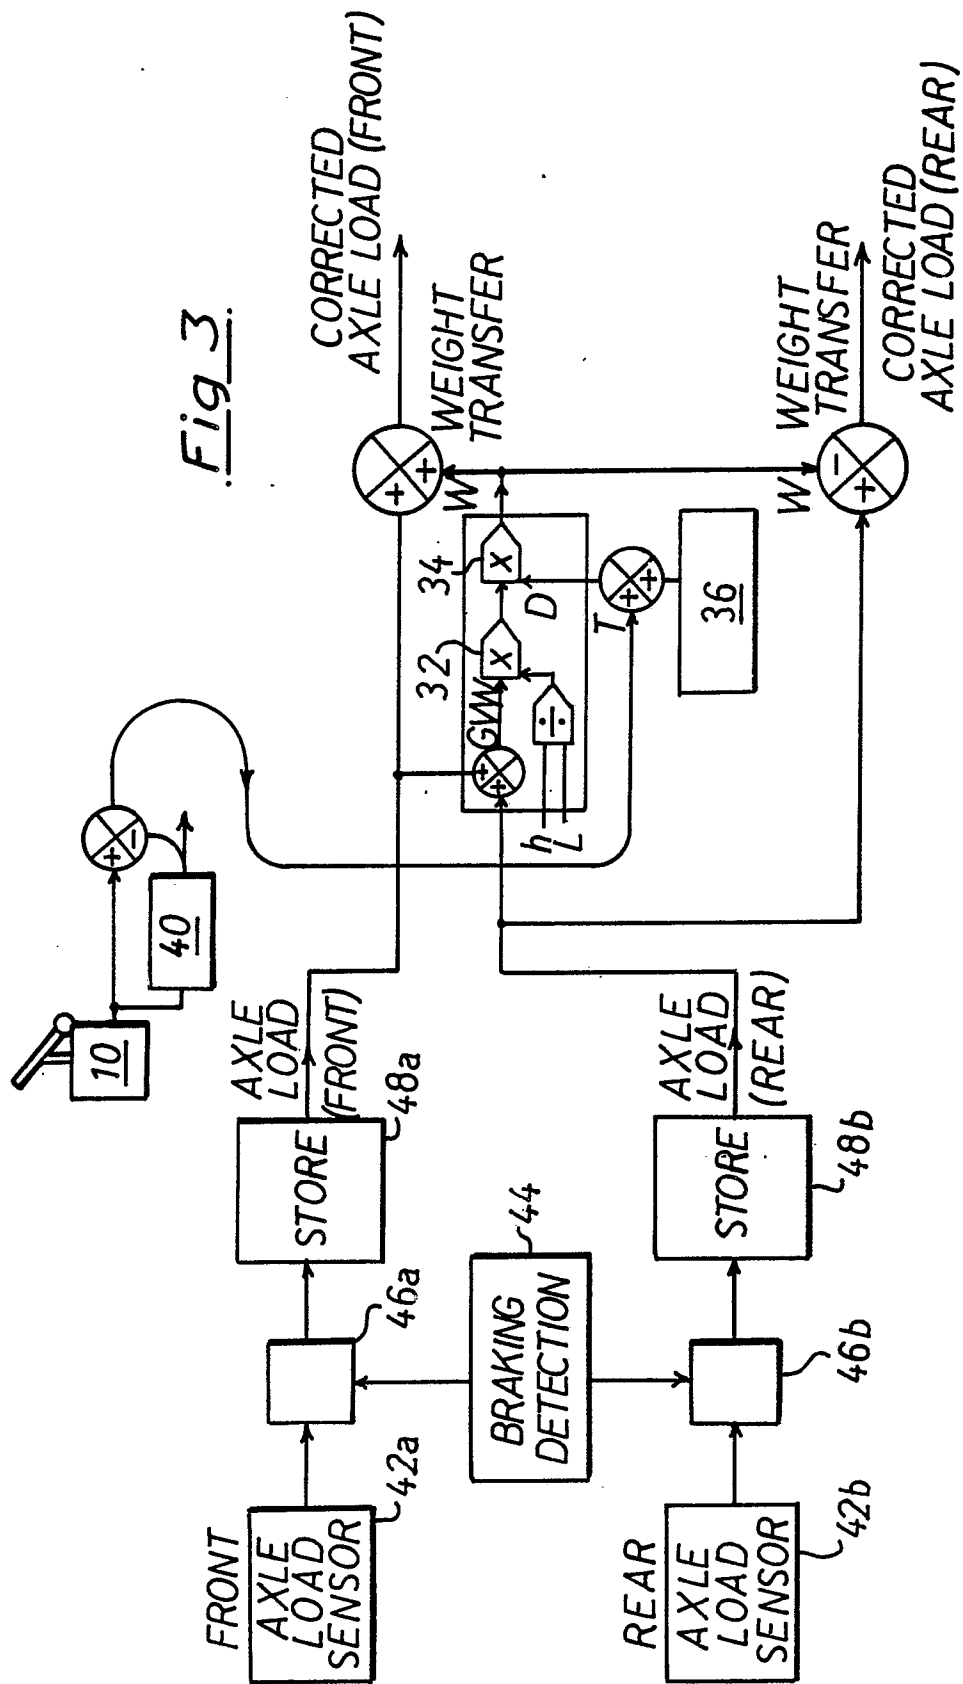 Fig 3.
10
40
+
-
FRONT
AXLE
LOAD
SENSOR
42a
46a
STORE
48a
AXLE
LOAD
(FRONT)
+
+
CORRECTED
AXLE LOAD (FRONT)
WEIGHT
TRANSFER
W
BRAKING
DETECTION
44
h
L
÷
+
+
GVW
32
X
34
X
D
T
+
+
36
REAR
AXLE
LOAD
SENSOR
42b
46b
STORE
48b
AXLE
LOAD
(REAR)
W
+
-
WEIGHT
TRANSFER
CORRECTED
AXLE LOAD (REAR)